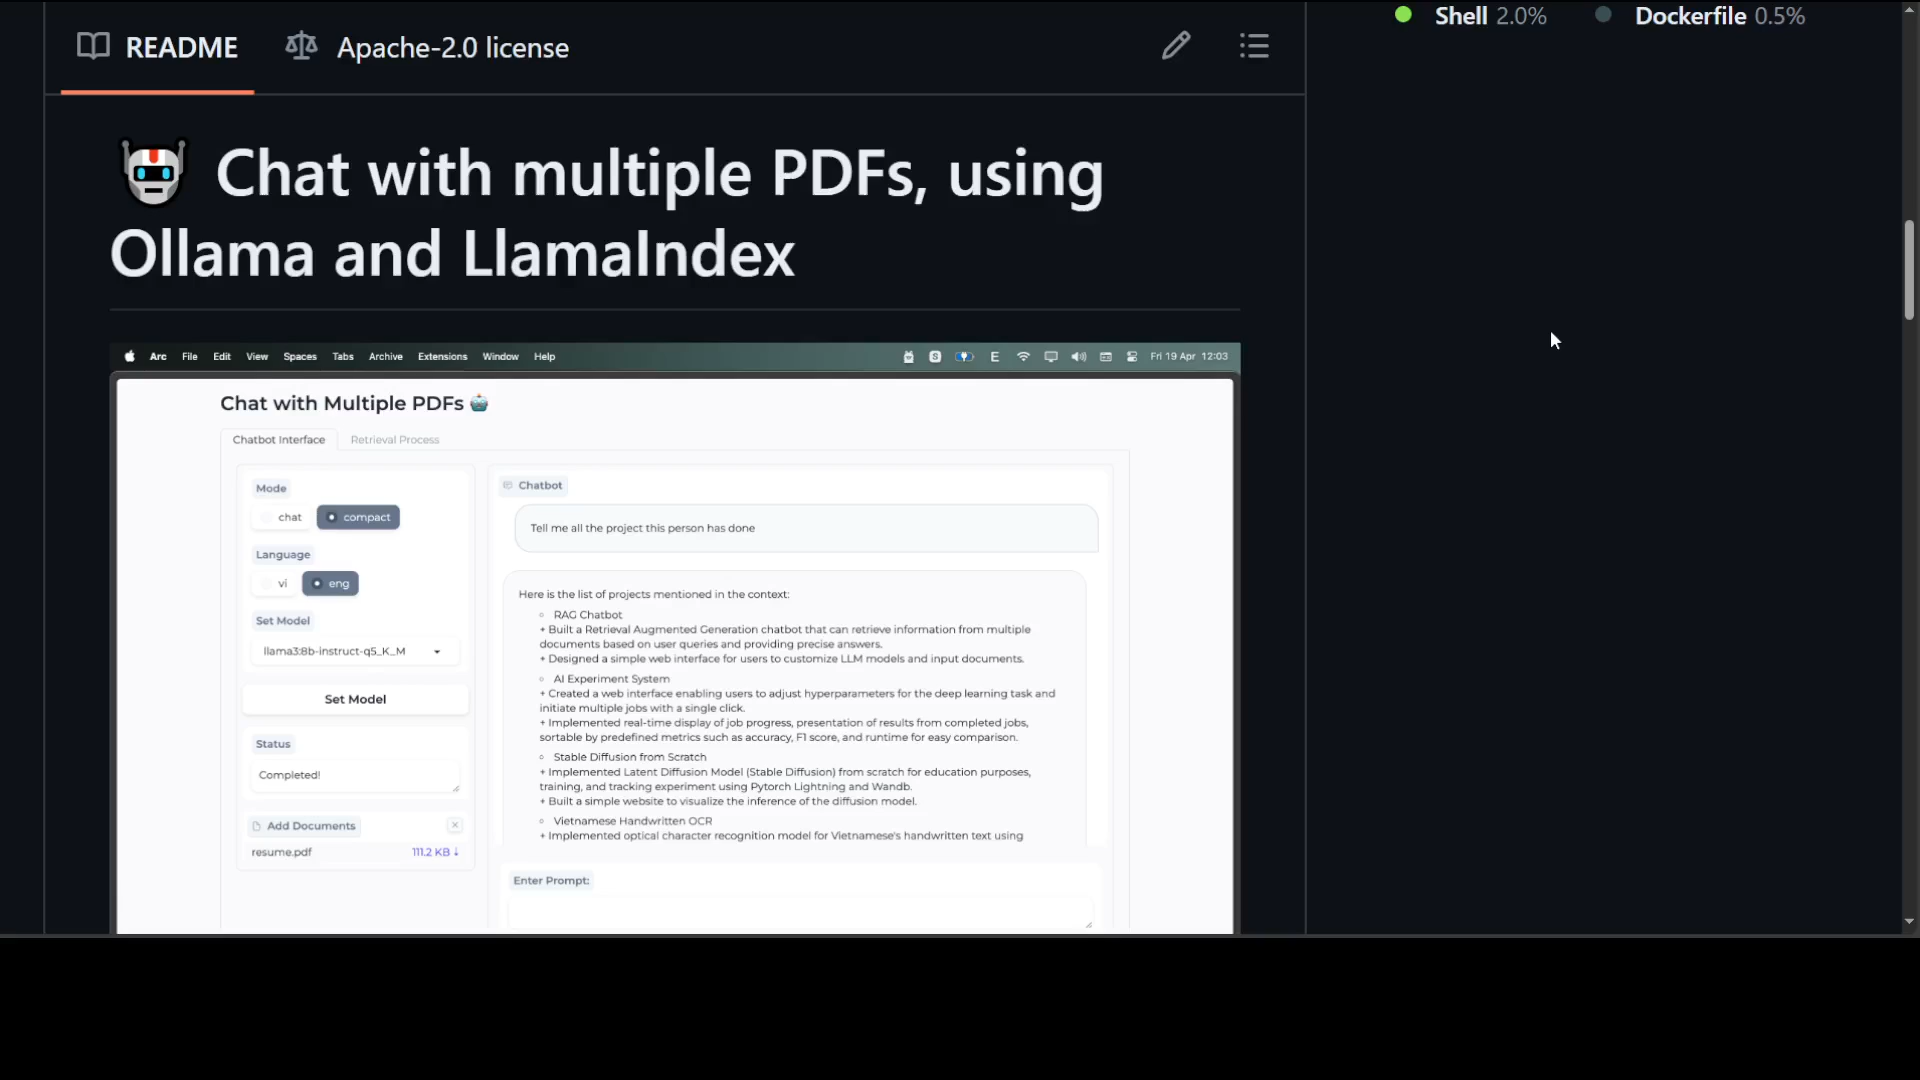 Shell 2.0% Dockerfile 0.5%
README Apache-2.0 license
Chat with multiple PDFs, using
Ollama and LlamaIndex
Arc File Edit View Spaces Tabs Archive Extensions Window Help E Fri 19 Apr 12:03
Chat with Multiple PDFs
Chatbot Interface Retrieval Process
Mode
chat compact
Language
vi eng
Set Model
llama3:8b-instruct-q5_K_M
Set Model
Status
Completed!
Add Documents
resume.pdf 111.2 KB ↓
Chatbot
Tell me all the project this person has done
Here is the list of projects mentioned in the context:
RAG Chatbot
+ Built a Retrieval Augmented Generation chatbot that can retrieve information from multiple
documents based on user queries and providing precise answers.
+ Designed a simple web interface for users to customize LLM models and input documents.
AI Experiment System
+ Created a web interface enabling users to adjust hyperparameters for the deep learning task and
initiate multiple jobs with a single click.
+ Implemented real-time display of job progress, presentation of results from completed jobs,
sortable by predefined metrics such as accuracy, F1 score, and runtime for easy comparison.
Stable Diffusion from Scratch
+ Implemented Latent Diffusion Model (Stable Diffusion) from scratch for education purposes,
training, and tracking experiment using Pytorch Lightning and Wandb.
+ Built a simple website to visualize the inference of the diffusion model.
Vietnamese Handwritten OCR
+ Implemented optical character recognition model for Vietnamese's handwritten text using
Enter Prompt: